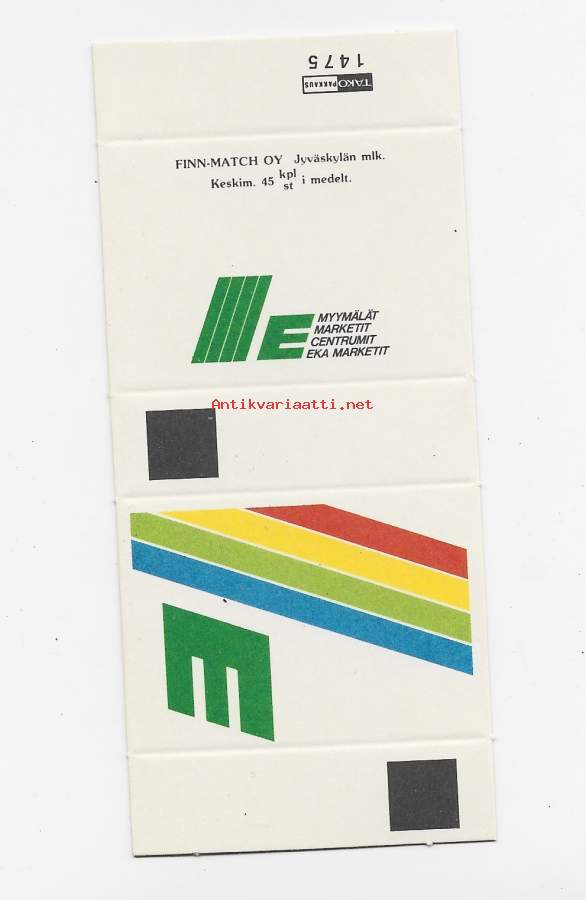 1475
TAKO PAKKAUS
FINN-MATCH OY Jyväskylän mlk.
Keskim. 45 kpl/st i medelt.
E MYYMÄLÄT
MARKETIT
CENTRUMIT
EKA MARKETIT
Antikvariaatti.net
E